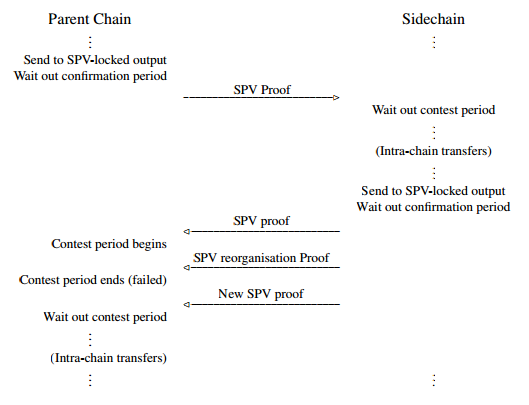 Parent Chain
Sidechain
Send to SPV-locked output
Wait out confirmation period
SPV Proof
Wait out contest period
(Intra-chain transfers)
Send to SPV-locked output
Wait out confirmation period
SPV proof
Contest period begins
SPV reorganisation Proof
Contest period ends (failed)
New SPV proof
Wait out contest period
(Intra-chain transfers)